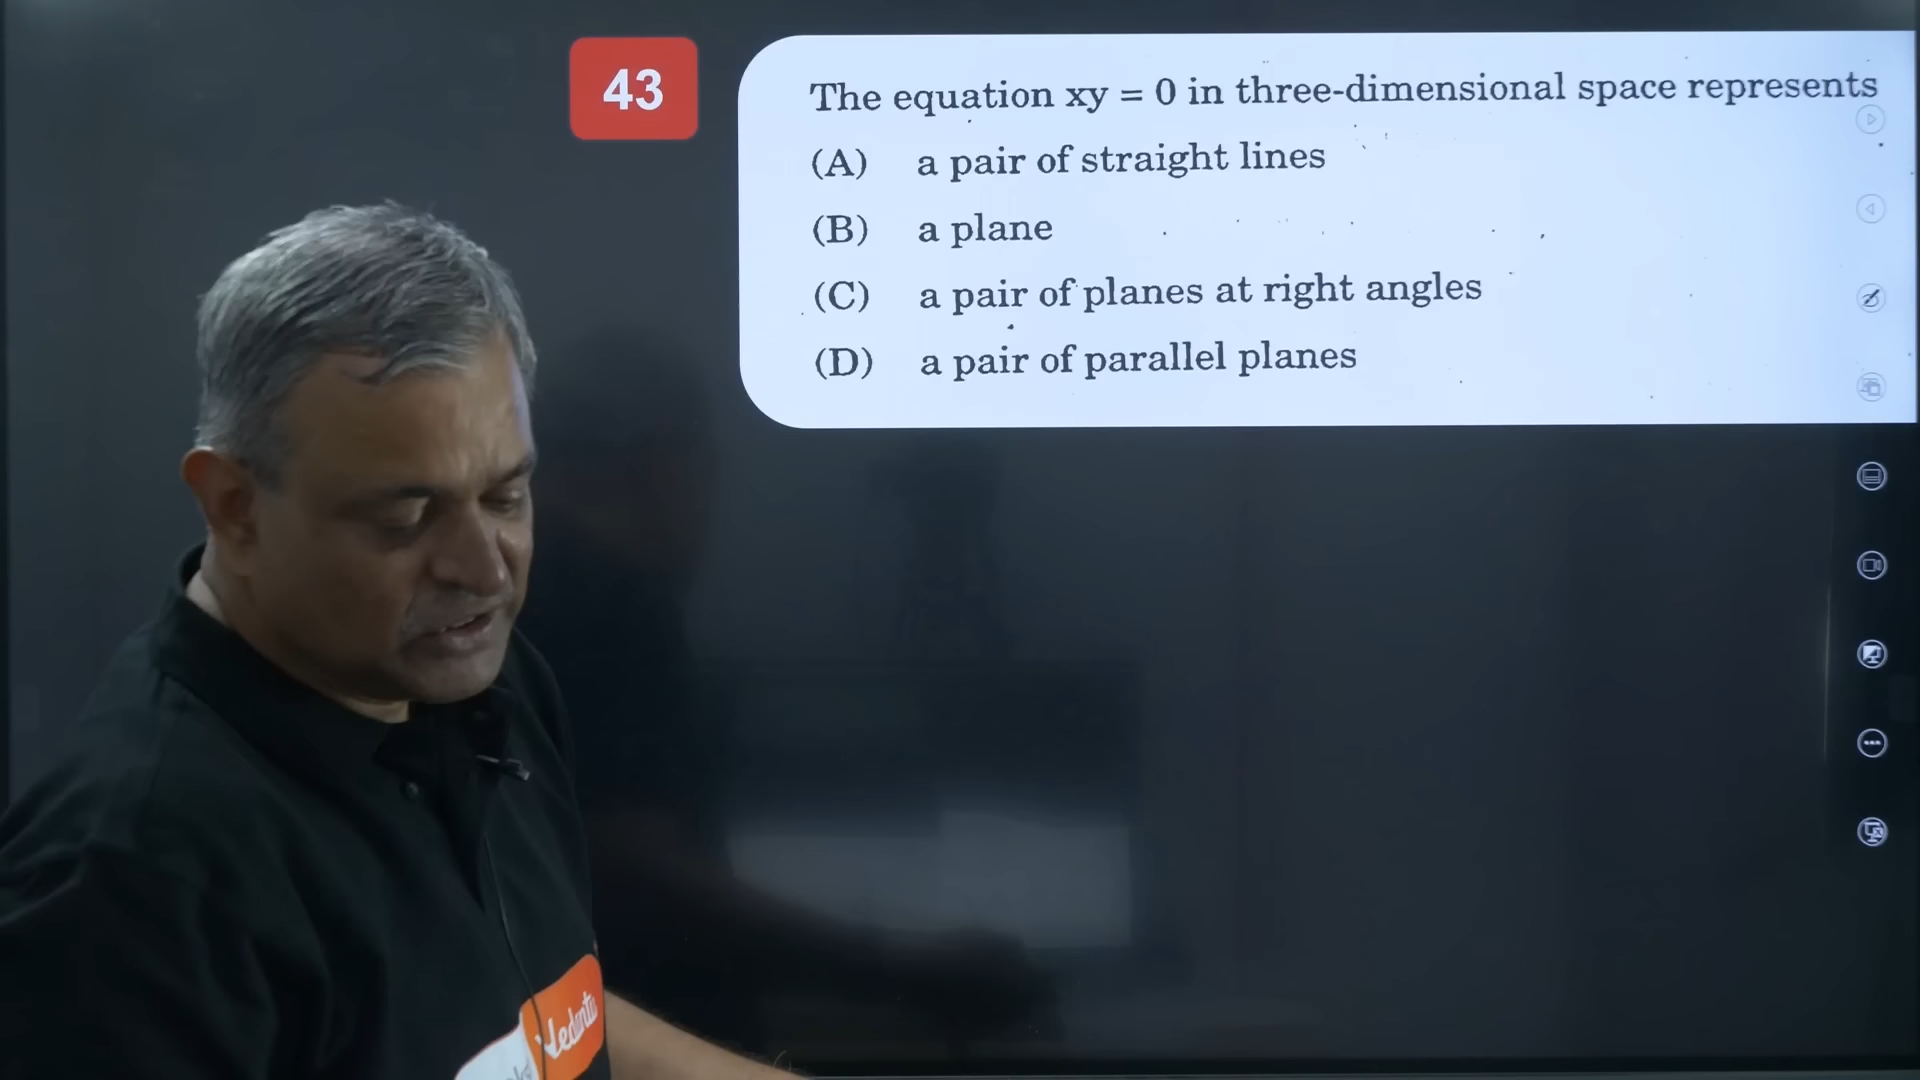 43
The equation xy = 0 in three-dimensional space represents
(A) a pair of straight lines
(B) a plane
(C) a pair of planes at right angles
(D) a pair of parallel planes
Vedantu